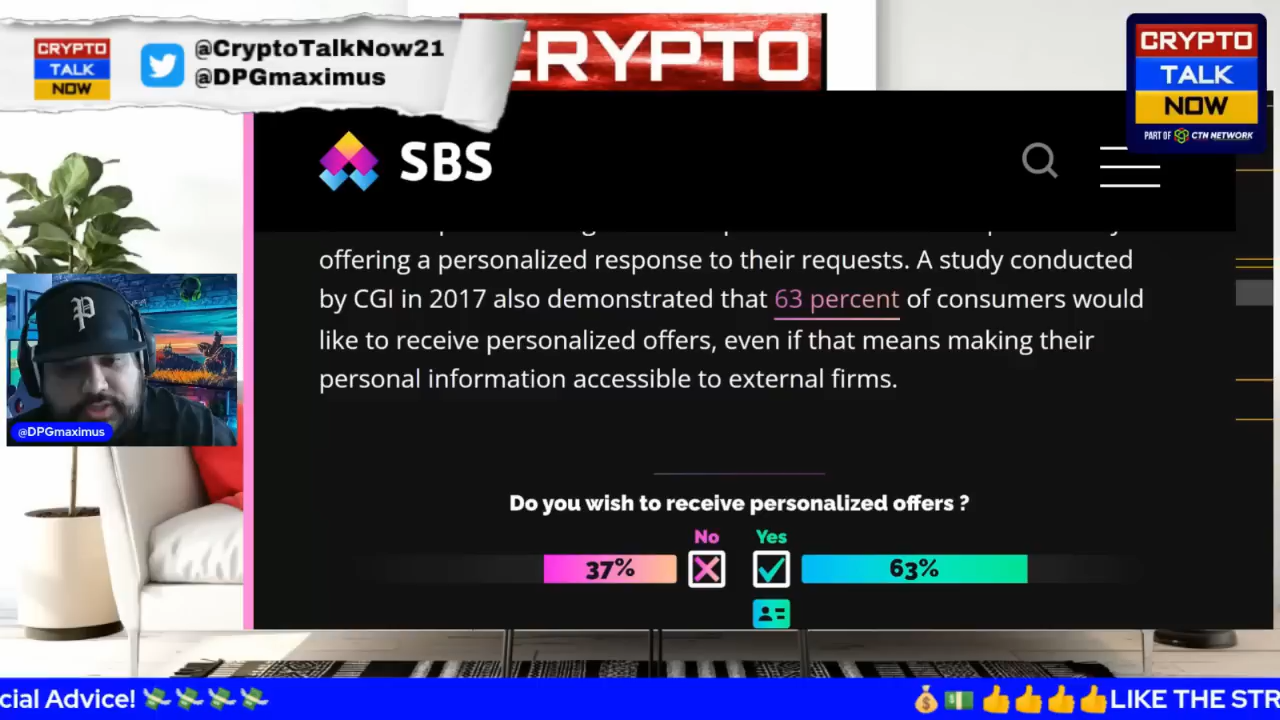 CRYPTO
TALK
NOW
@CryptoTalkNow21
@DPGmaximus
CRYPTO
CRYPTO
TALK
NOW
PART OF CTN NETWORK
SBS
offering a personalized response to their requests. A study conducted
by CGI in 2017 also demonstrated that 63 percent of consumers would
like to receive personalized offers, even if that means making their
personal information accessible to external firms.
P
@DPGmaximus
Do you wish to receive personalized offers ?
No Yes
37% 63%
cial Advice! LIKE THE STR